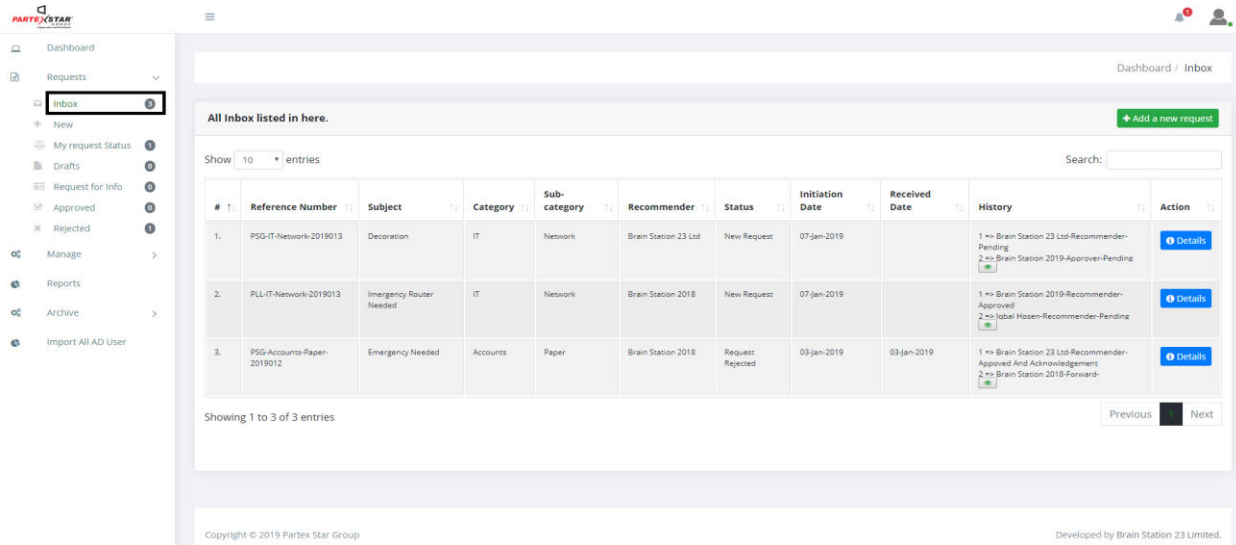 PARTEX STAR
GROUP
1
Dashboard
Requests
Inbox 3
New
My request Status 1
Drafts 0
Request for Info 0
Approved 0
Rejected 1
Manage
Reports
Archive
Import All AD User
Dashboard / Inbox
All Inbox listed in here.
+ Add a new request
Show 10 entries
Search:
# Reference Number Subject Category Sub-category Recommender Status Initiation Date Received Date History Action
1. PSG-IT-Network-2019013 Decoration IT Network Brain Station 23 Ltd New Request 07-Jan-2019 1 => Brain Station 23 Ltd-Recommender-
Pending
2 => Brain Station 2019-Approver-Pending
Details
2. PLL-IT-Network-2019013 Imergency Router
Needed IT Network Brain Station 2018 New Request 07-Jan-2019 1 => Brain Station 2019-Recommender-
Approved
2 => Iqbal Hosen-Recommender-Pending
Details
3. PSG-Accounts-Paper-
2019012 Emergency Needed Accounts Paper Brain Station 2018 Request
Rejected 03-Jan-2019 03-Jan-2019 1 => Brain Station 23 Ltd-Recommender-
Appoved And Acknowledgement
2 => Brain Station 2018-Forward-
Details
Showing 1 to 3 of 3 entries
Previous 1 Next
Copyright © 2019 Partex Star Group
Developed by Brain Station 23 Limited.